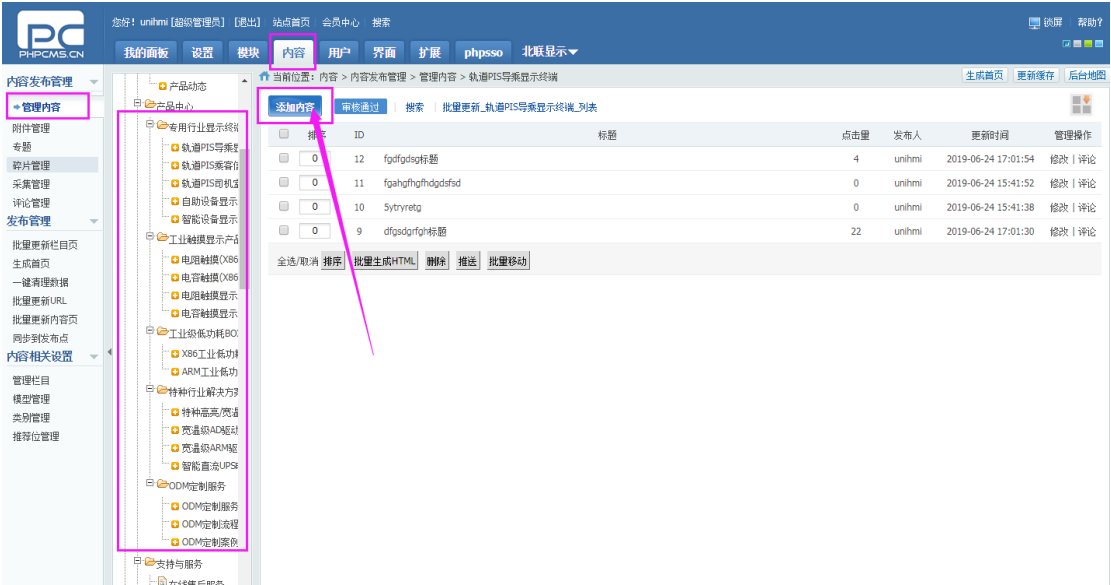 PC
PHPCMS.CN
您好！unihmi [超级管理员] [退出] 站点首页 会员中心 搜索
锁屏 帮助?
我的面板 设置 模块 内容 用户 界面 扩展 phpsso 北联显示
内容发布管理
管理内容
附件管理
专题
碎片管理
采集管理
评论管理
发布管理
批量更新栏目页
生成首页
一键清理数据
批量更新URL
批量更新内容页
同步到发布点
内容相关设置
管理栏目
模型管理
类别管理
推荐位管理
产品动态
产品中心
专用行业显示终端
轨道PIS导乘显
轨道PIS乘客信
轨道PIS司机室
自助设备显示
智能设备显示
工业触摸显示产品
电阻触摸(X86
电容触摸(X86
电阻触摸显示
电容触摸显示
工业级低功耗BO
X86工业低功耗
ARM工业低功
特种行业解决方案
特种高亮/宽温
宽温级AD驱动
宽温级ARM驱
智能直流UPS
ODM定制服务
ODM定制服务
ODM定制流程
ODM定制案例
支持与服务
在线售后服务
当前位置：内容 > 内容发布管理 > 管理内容 > 轨道PIS导乘显示终端
生成首页 更新缓存 后台地图
添加内容 审核通过 | 搜索 | 批量更新_轨道PIS导乘显示终端_列表
排序 ID 标题 点击量 发布人 更新时间 管理操作
0 12 fgdfgdsg标题 4 unihmi 2019-06-24 17:01:54 修改 | 评论
0 11 fgahgfhgfhdgdsfsd 0 unihmi 2019-06-24 15:41:52 修改 | 评论
0 10 5ytryretg 0 unihmi 2019-06-24 15:41:38 修改 | 评论
0 9 dfgsdgrfgh标题 22 unihmi 2019-06-24 17:01:30 修改 | 评论
全选/取消 排序 批量生成HTML 删除 推送 批量移动